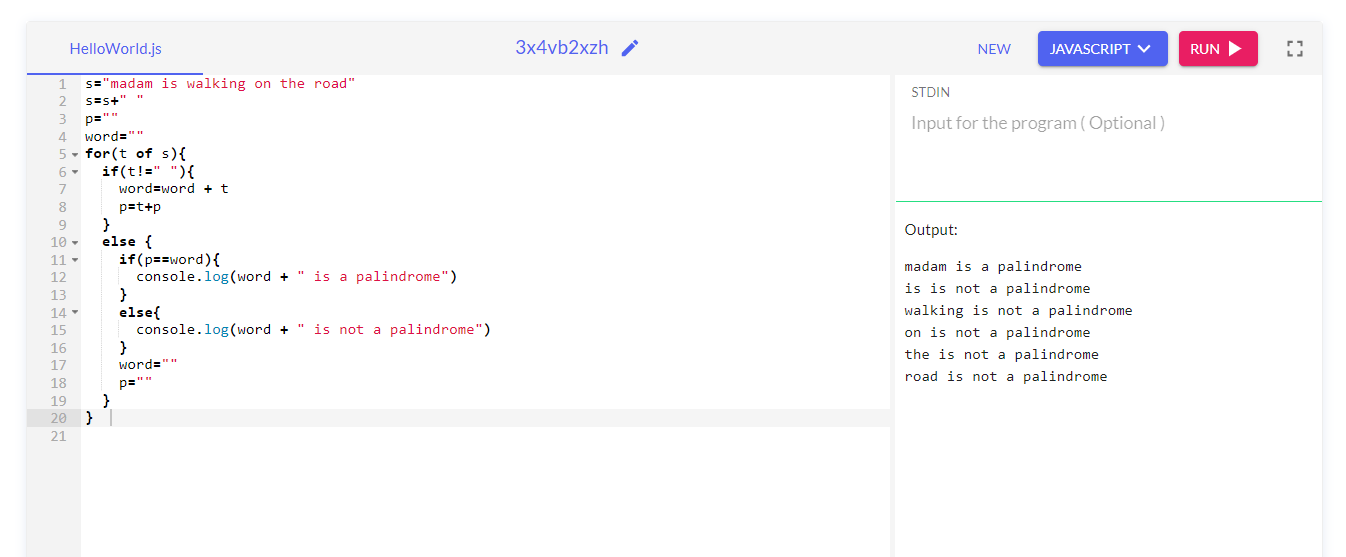 HelloWorld.js
3x4vb2xzh
NEW
JAVASCRIPT
RUN
1 s="madam is walking on the road"
2 s=s+" "
3 p=""
4 word=""
5 for(t of s){
6 if(t!=" "){
7 word=word + t
8 p=t+p
9 }
10 else {
11 if(p==word){
12 console.log(word + " is a palindrome")
13 }
14 else{
15 console.log(word + " is not a palindrome")
16 }
17 word=""
18 p=""
19 }
20 }
21
STDIN
Input for the program ( Optional )
Output:
madam is a palindrome
is is not a palindrome
walking is not a palindrome
on is not a palindrome
the is not a palindrome
road is not a palindrome